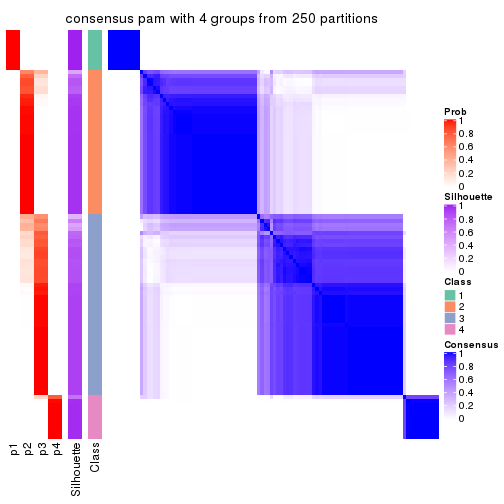 consensus pam with 4 groups from 250 partitions
Prob
1
0.8
0.6
0.4
0.2
0
Silhouette
1
0.8
0.6
0.4
0.2
0
Class
1
2
3
4
Consensus
1
0.8
0.6
0.4
0.2
0
p1
p2
p3
p4
Silhouette
Class